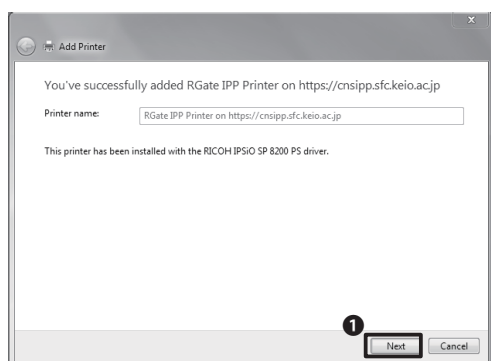 x
Add Printer
You've successfully added RGate IPP Printer on https://cnsipp.sfc.keio.ac.jp
Printer name: RGate IPP Printer on https://cnsipp.sfc.keio.ac.jp
This printer has been installed with the RICOH IPSiO SP 8200 PS driver.
1
Next Cancel